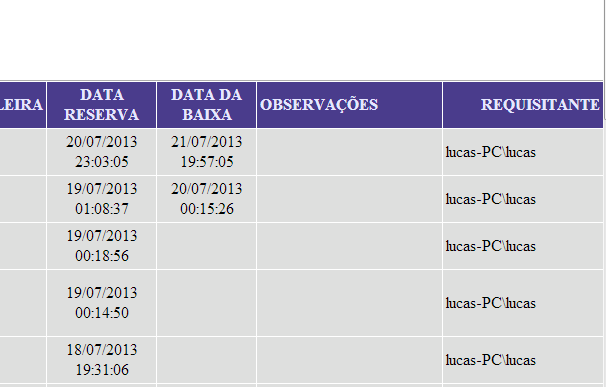 LEIRA DATA RESERVA DATA DA BAIXA OBSERVAÇÕES REQUISITANTE
20/07/2013 23:03:05 21/07/2013 19:57:05 lucas-PC\lucas
19/07/2013 01:08:37 20/07/2013 00:15:26 lucas-PC\lucas
19/07/2013 00:18:56 lucas-PC\lucas
19/07/2013 00:14:50 lucas-PC\lucas
18/07/2013 19:31:06 lucas-PC\lucas